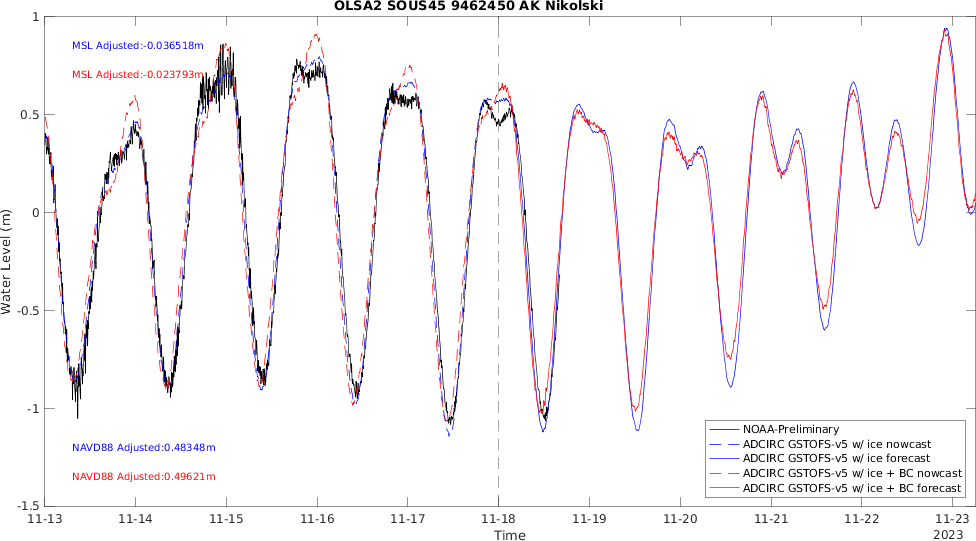 OLSA2 SOUS45 9462450 AK Nikolski
MSL Adjusted:-0.036518m
MSL Adjusted:-0.023793m
NAVD88 Adjusted:0.48348m
NAVD88 Adjusted:0.49621m
Water Level (m)
1
0.5
0
-0.5
-1
-1.5
NOAA-Preliminary
ADCIRC GSTOFS-v5 w/ ice nowcast
ADCIRC GSTOFS-v5 w/ ice forecast
ADCIRC GSTOFS-v5 w/ ice + BC nowcast
ADCIRC GSTOFS-v5 w/ ice + BC forecast
11-13 11-14 11-15 11-16 11-17 11-18 11-19 11-20 11-21 11-22 11-23
Time
2023